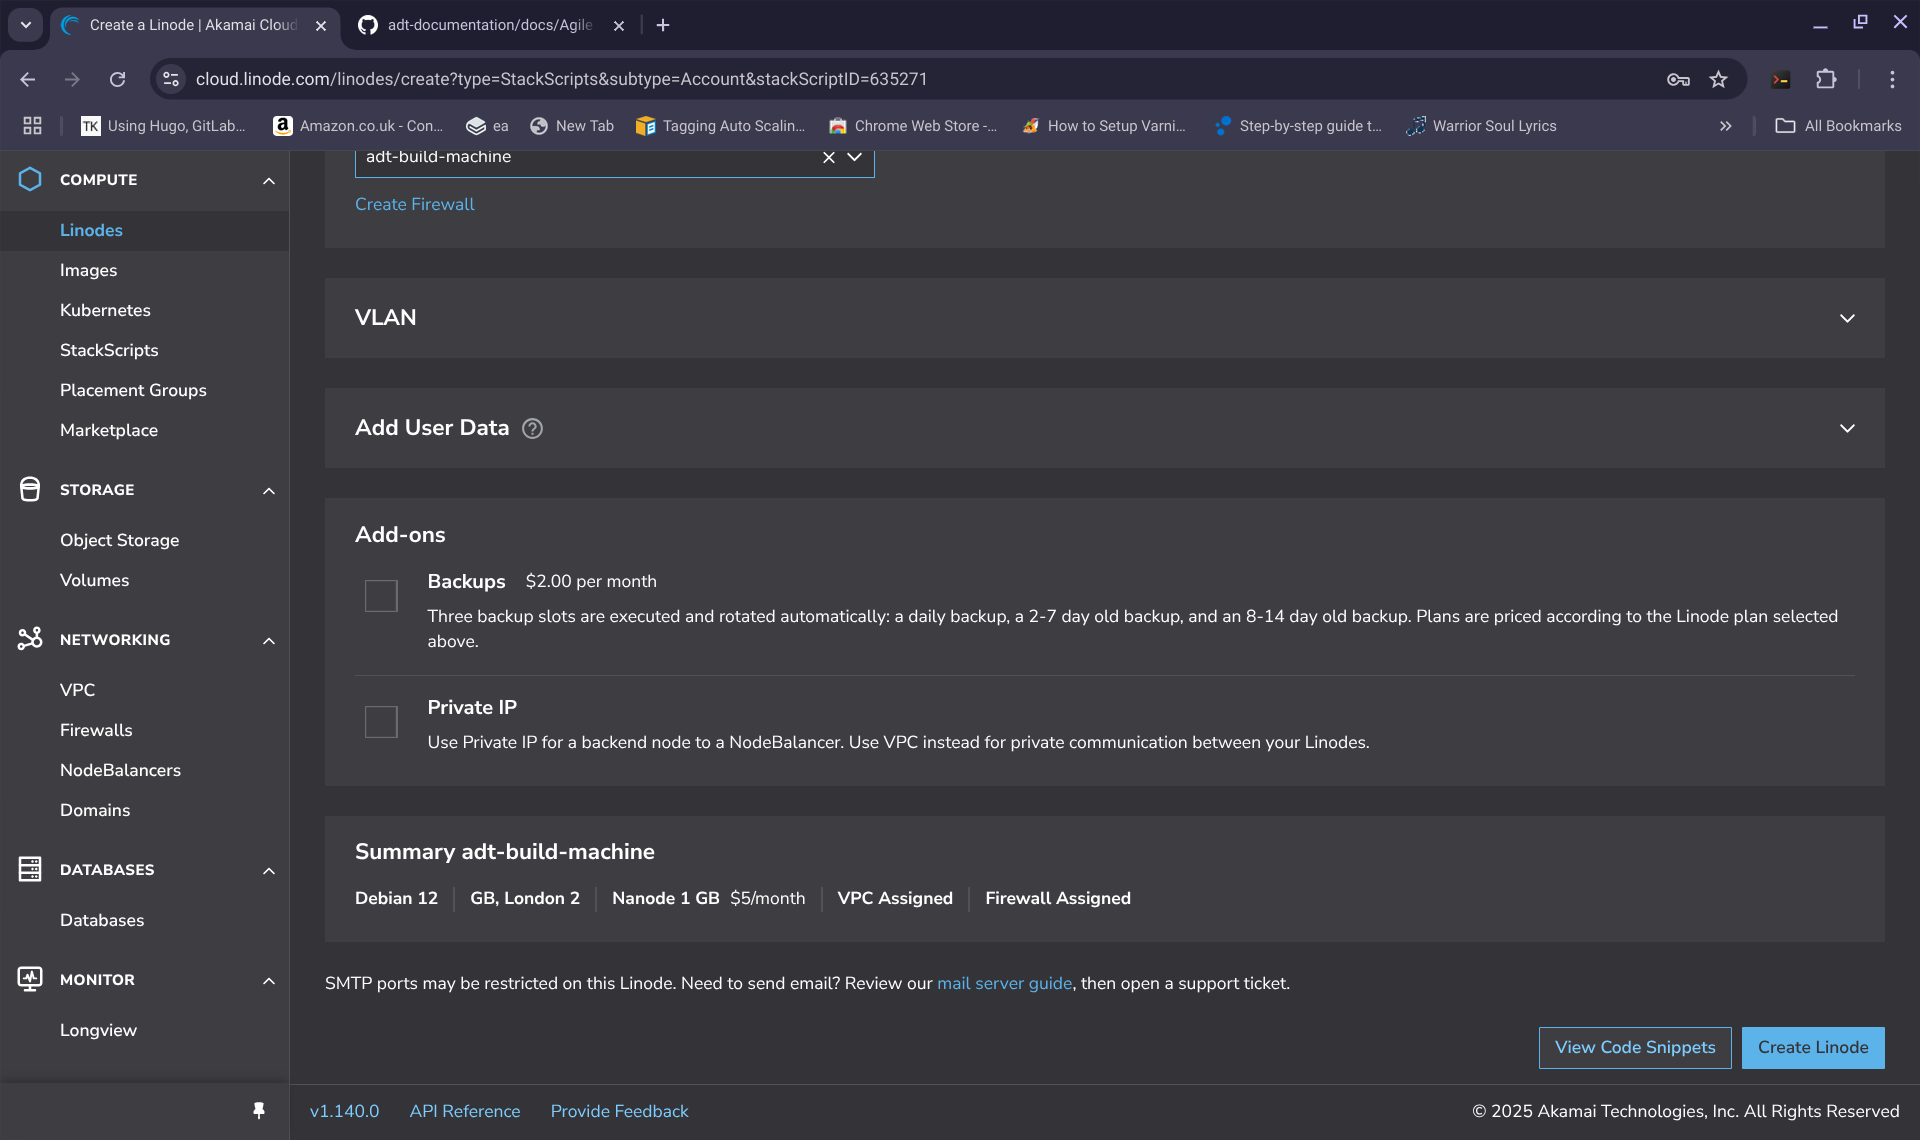 Create a Linode | Akamai Cloud
adt-documentation/docs/Agile
cloud.linode.com/linodes/create?type=StackScripts&subtype=Account&stackScriptID=635271
TK Using Hugo, GitLab...
a Amazon.co.uk - Con...
ea
New Tab
Tagging Auto Scalin...
Chrome Web Store -...
How to Setup Varni...
Step-by-step guide t...
Warrior Soul Lyrics
All Bookmarks
COMPUTE
Linodes
Images
Kubernetes
StackScripts
Placement Groups
Marketplace
STORAGE
Object Storage
Volumes
NETWORKING
VPC
Firewalls
NodeBalancers
Domains
DATABASES
Databases
MONITOR
Longview
adt-build-machine
Create Firewall
VLAN
Add User Data
Add-ons
Backups $2.00 per month
Three backup slots are executed and rotated automatically: a daily backup, a 2-7 day old backup, and an 8-14 day old backup. Plans are priced according to the Linode plan selected
above.
Private IP
Use Private IP for a backend node to a NodeBalancer. Use VPC instead for private communication between your Linodes.
Summary adt-build-machine
Debian 12 GB, London 2 Nanode 1 GB $5/month VPC Assigned Firewall Assigned
SMTP ports may be restricted on this Linode. Need to send email? Review our mail server guide, then open a support ticket.
View Code Snippets
Create Linode
v1.140.0
API Reference
Provide Feedback
© 2025 Akamai Technologies, Inc. All Rights Reserved